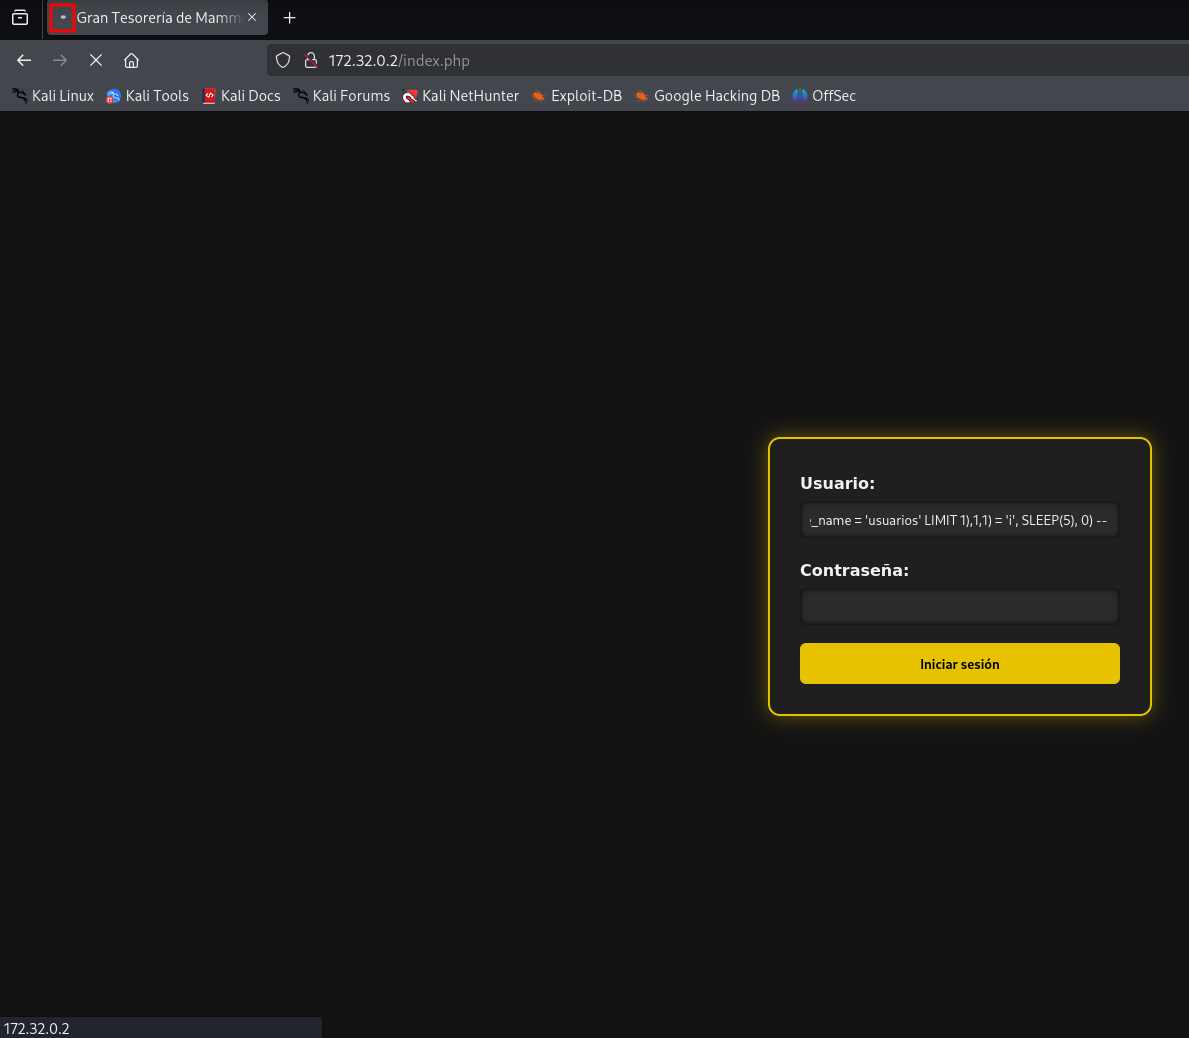 Gran Tesorería de Mamm
172.32.0.2/index.php
Kali Linux Kali Tools Kali Docs Kali Forums Kali NetHunter Exploit-DB Google Hacking DB OffSec
Usuario:
_name = 'usuarios' LIMIT 1),1,1) = 'i', SLEEP(5), 0) --
Contraseña:
Iniciar sesión
172.32.0.2